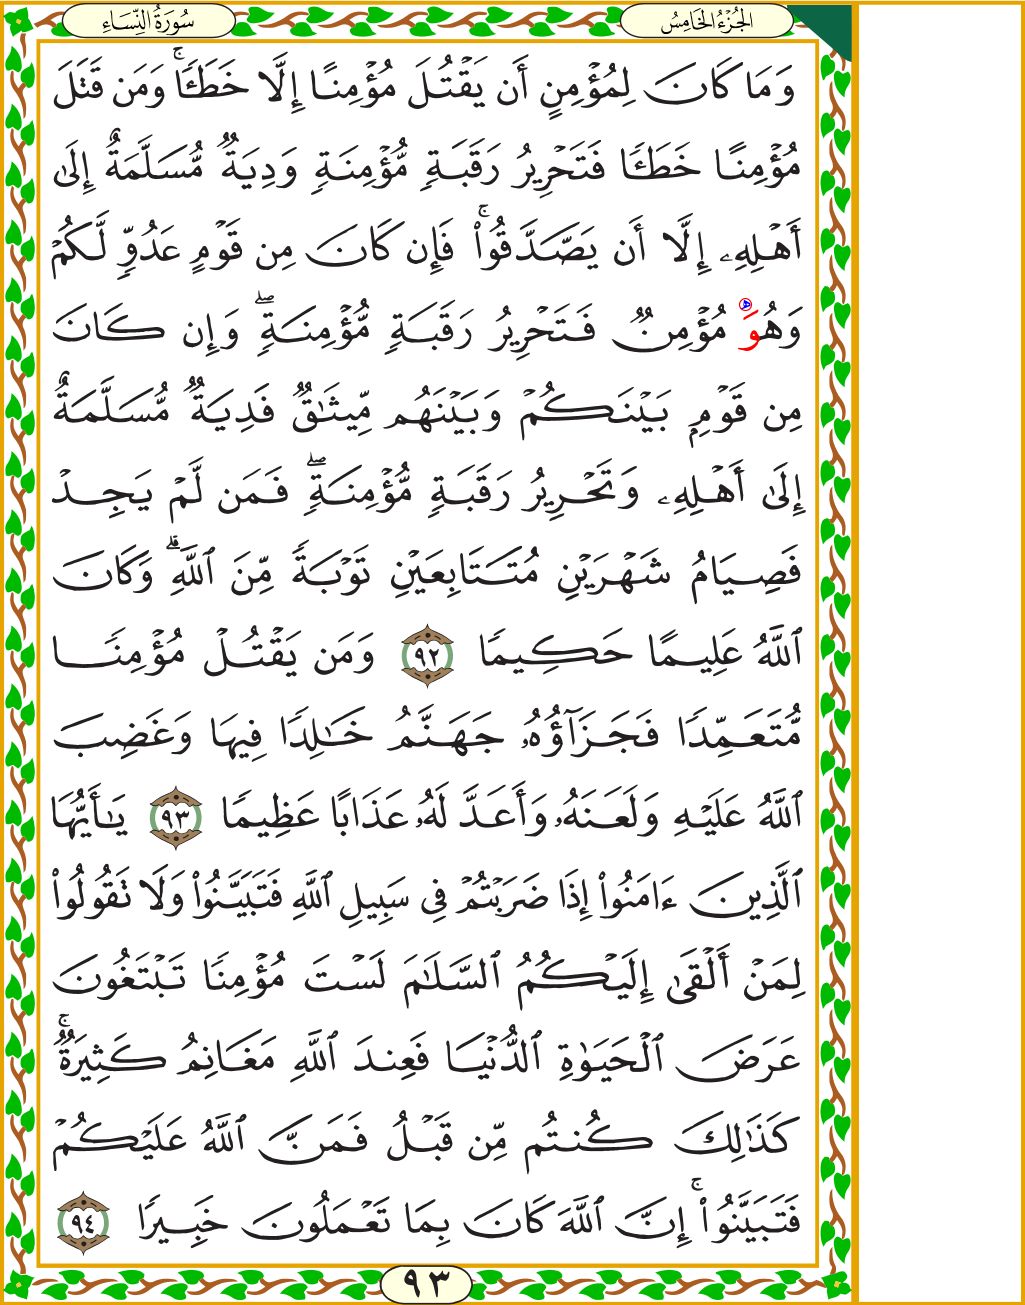 سُورَةُ النِّسَاءِ
الجُزْءُ الخَامِسُ
وَمَا كَانَ لِمُؤْمِنٍ أَن يَقْتُلَ مُؤْمِنًا إِلَّا خَطَـًٔا ۚ وَمَن قَتَلَ
مُؤْمِنًا خَطَـًٔا فَتَحْرِيرُ رَقَبَةٍ مُّؤْمِنَةٍ وَدِيَةٌ مُّسَلَّمَةٌ إِلَىٰ
أَهْلِهِۦ إِلَّا أَن يَصَّدَّقُوا۟ ۚ فَإِن كَانَ مِن قَوْمٍ عَدُوٍّ لَّكُمْ
وَهُوَ مُؤْمِنٌ فَتَحْرِيرُ رَقَبَةٍ مُّؤْمِنَةٍ ۖ وَإِن كَانَ
مِن قَوْمٍۭ بَيْنَكُمْ وَبَيْنَهُم مِّيثَـٰقٌ فَدِيَةٌ مُّسَلَّمَةٌ
إِلَىٰ أَهْلِهِۦ وَتَحْرِيرُ رَقَبَةٍ مُّؤْمِنَةٍ ۖ فَمَن لَّمْ يَجِدْ
فَصِيَامُ شَهْرَيْنِ مُتَتَابِعَيْنِ تَوْبَةً مِّنَ ٱللَّهِ ۗ وَكَانَ
ٱللَّهُ عَلِيمًا حَكِيمًا ٩٢ وَمَن يَقْتُلْ مُؤْمِنًا
مُّتَعَمِّدًا فَجَزَآؤُهُۥ جَهَنَّمُ خَـٰلِدًا فِيهَا وَغَضِبَ
ٱللَّهُ عَلَيْهِ وَلَعَنَهُۥ وَأَعَدَّ لَهُۥ عَذَابًا عَظِيمًا ٩٣ يَـٰٓأَيُّهَا
ٱلَّذِينَ ءَامَنُوا۟ إِذَا ضَرَبْتُمْ فِى سَبِيلِ ٱللَّهِ فَتَبَيَّنُوا۟ وَلَا تَقُولُوا۟
لِمَنْ أَلْقَىٰٓ إِلَيْكُمُ ٱلسَّلَـٰمَ لَسْتَ مُؤْمِنًا تَبْتَغُونَ
عَرَضَ ٱلْحَيَوٰةِ ٱلدُّنْيَا فَعِندَ ٱللَّهِ مَغَانِمُ كَثِيرَةٌ ۚ
كَذَٰلِكَ كُنتُم مِّن قَبْلُ فَمَنَّ ٱللَّهُ عَلَيْكُمْ
فَتَبَيَّنُوٓا۟ ۚ إِنَّ ٱللَّهَ كَانَ بِمَا تَعْمَلُونَ خَبِيرًا ٩٤
٩٣